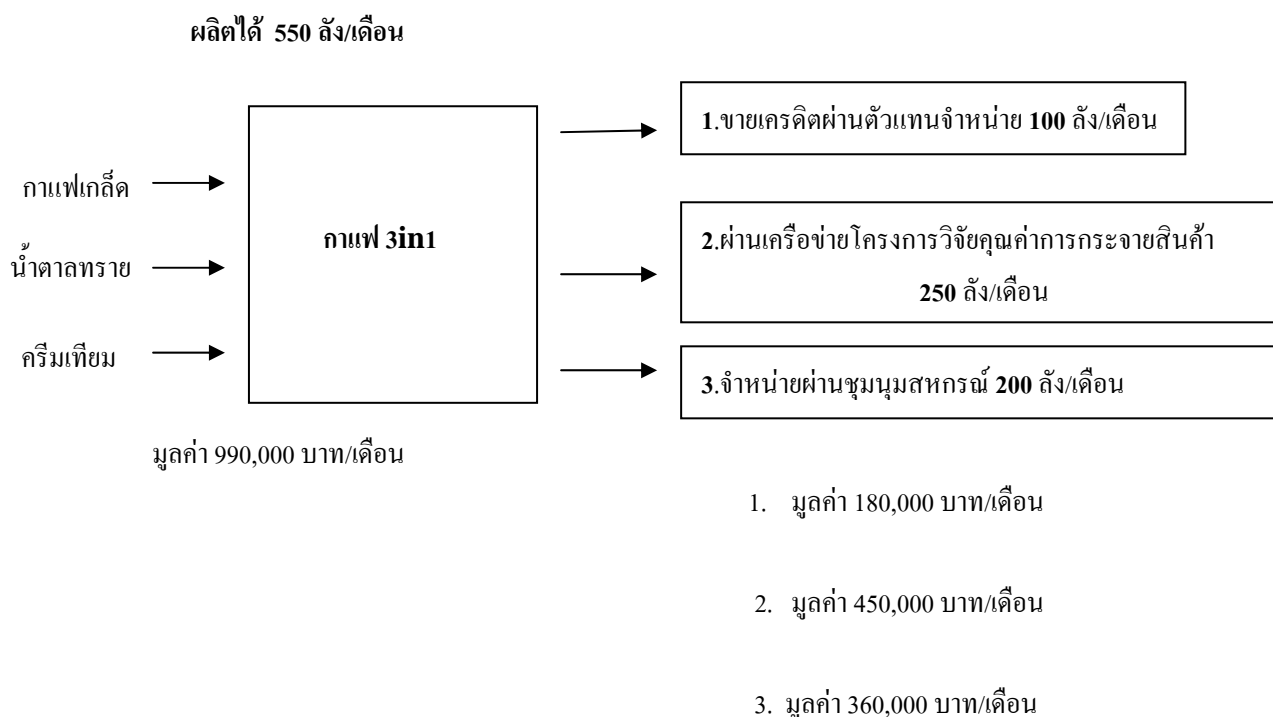 ผลิตได้ 550 ลัง/เดือน
1.ขายเครดิตผ่านตัวแทนจำหน่าย 100 ลัง/เดือน
กาแฟเกล็ด
กาแฟ 3in1
2.ผ่านเครือข่ายโครงการวิจัยคุณค่าการกระจายสินค้า
250 ลัง/เดือน
น้ำตาลทราย
ครีมเทียม
3.จำหน่ายผ่านชุมนุมสหกรณ์ 200 ลัง/เดือน
มูลค่า 990,000 บาท/เดือน
1. มูลค่า 180,000 บาท/เดือน
2. มูลค่า 450,000 บาท/เดือน
3. มูลค่า 360,000 บาท/เดือน